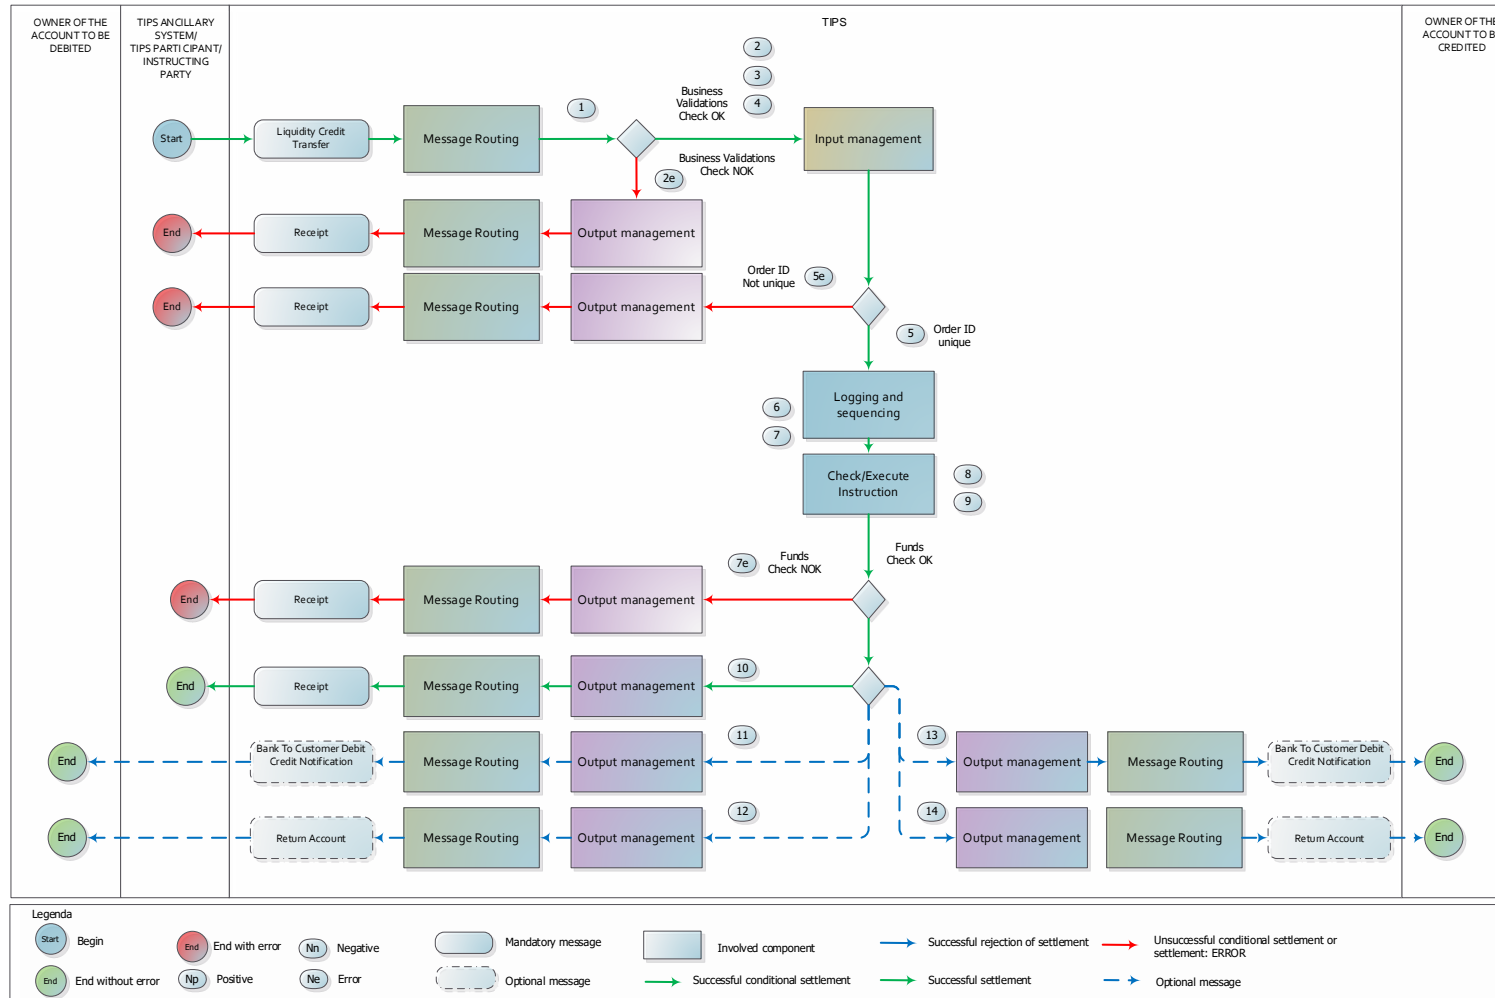 OWNER OF THE
ACCOUNT TO BE
DEBITED
TIPS ANCILLARY
SYSTEM/
TIPS PARTICIPANT/
INSTRUCTING
PARTY
TIPS
OWNER OF THE
ACCOUNT TO B
CREDITED
2
3
4
1
Business
Validations
Check OK
Start
Liquidity Credit
Transfer
Message Routing
Input management
Business Validations
Check NOK
2e
End
Receipt
Message Routing
Output management
Order ID
Not unique
5e
End
Receipt
Message Routing
Output management
5
Order ID
unique
Logging and
sequencing
6
7
Check/Execute
Instruction
8
9
Funds
Check OK
7e
Funds
Check NOK
End
Receipt
Message Routing
Output management
10
End
Receipt
Message Routing
Output management
11
13
End
Bank To Customer Debit
Credit Notification
Message Routing
Output management
Output management
Message Routing
Bank To Customer Debit
Credit Notification
End
12
14
End
Return Account
Message Routing
Output management
Output management
Message Routing
Return Account
End
Legenda
Start
Begin
End
End with error
Nn
Negative
Mandatory message
Involved component
Successful rejection of settlement
Unsuccessful conditional settlement or
settlement: ERROR
End
End without error
Np
Positive
Ne
Error
Optional message
Successful conditional settlement
Successful settlement
Optional message